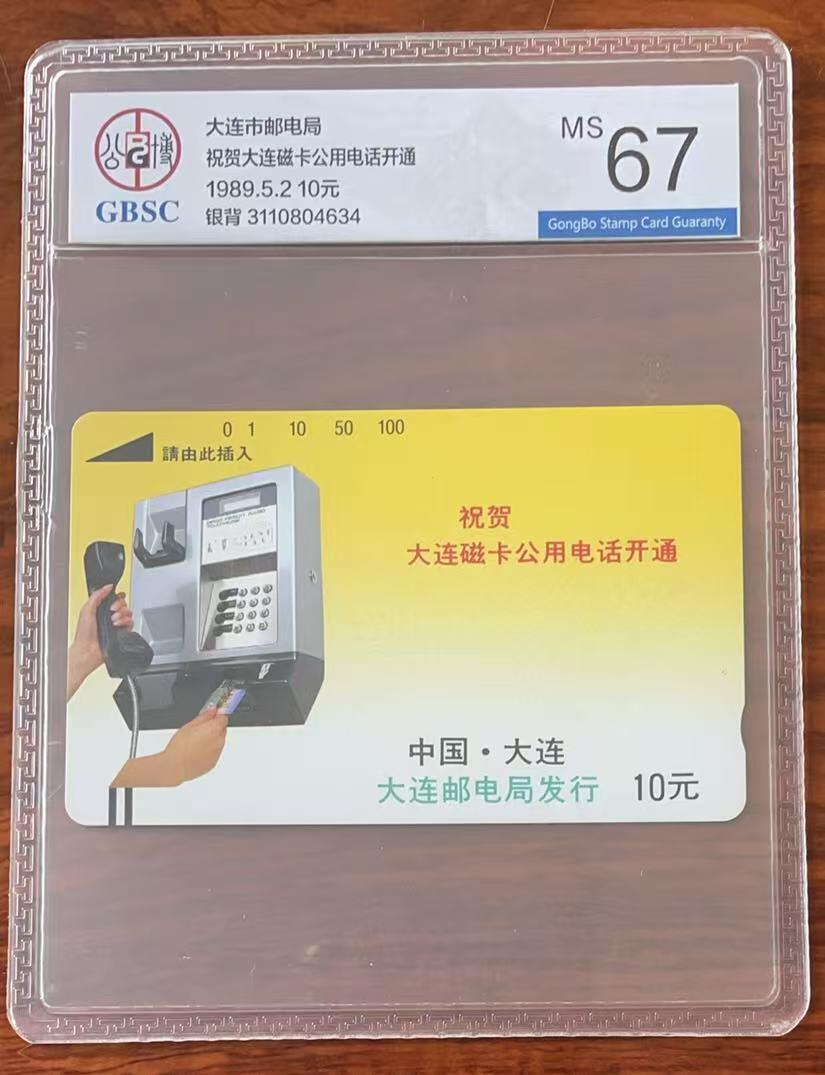 公博
GBSC
大连市邮电局
祝贺大连磁卡公用电话开通
1989.5.2 10元
银背 3110804634
MS 67
GongBo Stamp Card Guaranty
0 1 10 50 100
請由此插入
祝贺
大连磁卡公用电话开通
中国·大连
大连邮电局发行 10元